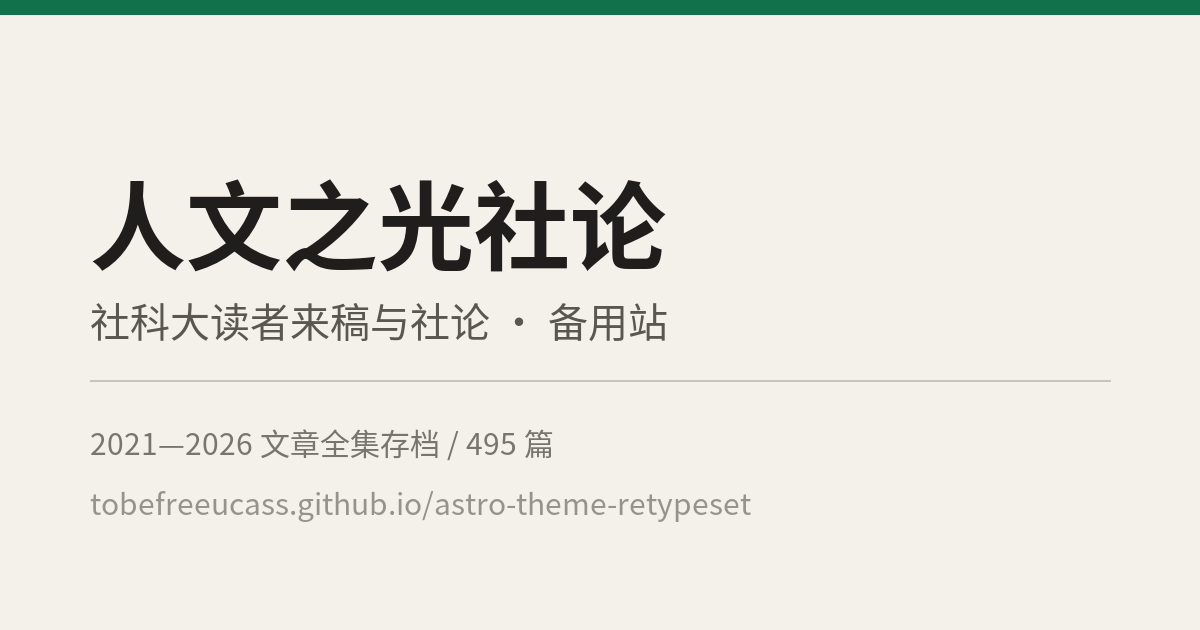 人文之光社论
社科大读者来稿与社论 · 备用站
2021—2026 文章全集存档 / 495 篇
tobefreeucass.github.io/astro-theme-retypeset